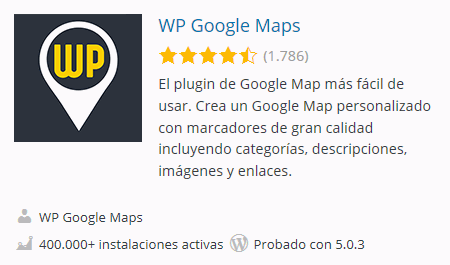 WP
WP Google Maps
(1.786)
El plugin de Google Map más fácil de
usar. Crea un Google Map personalizado
con marcadores de gran calidad
incluyendo categorías, descripciones,
imágenes y enlaces.
WP Google Maps
400.000+ instalaciones activas
Probado con 5.0.3